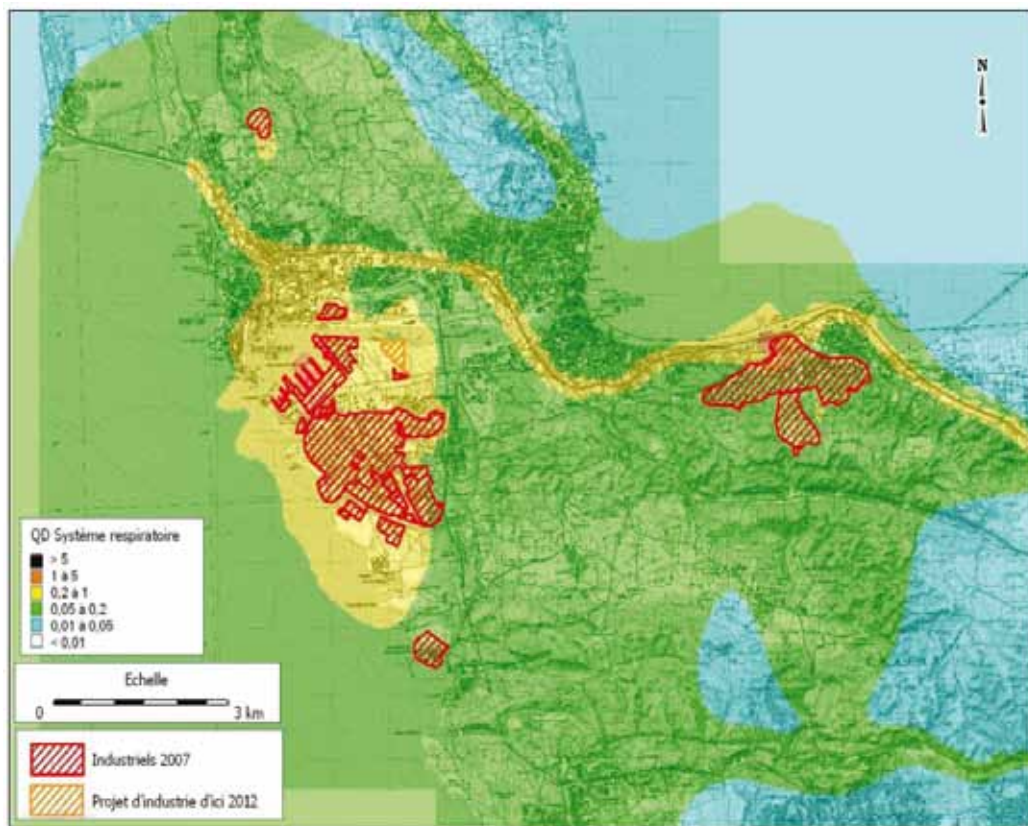 N
QD Système respiratoire
> 5
1 à 5
0,2 à 1
0,05 à 0,2
0,01 à 0,05
< 0,01
Echelle
0 3 km
Industriels 2007
Projet d'industrie d'ici 2012